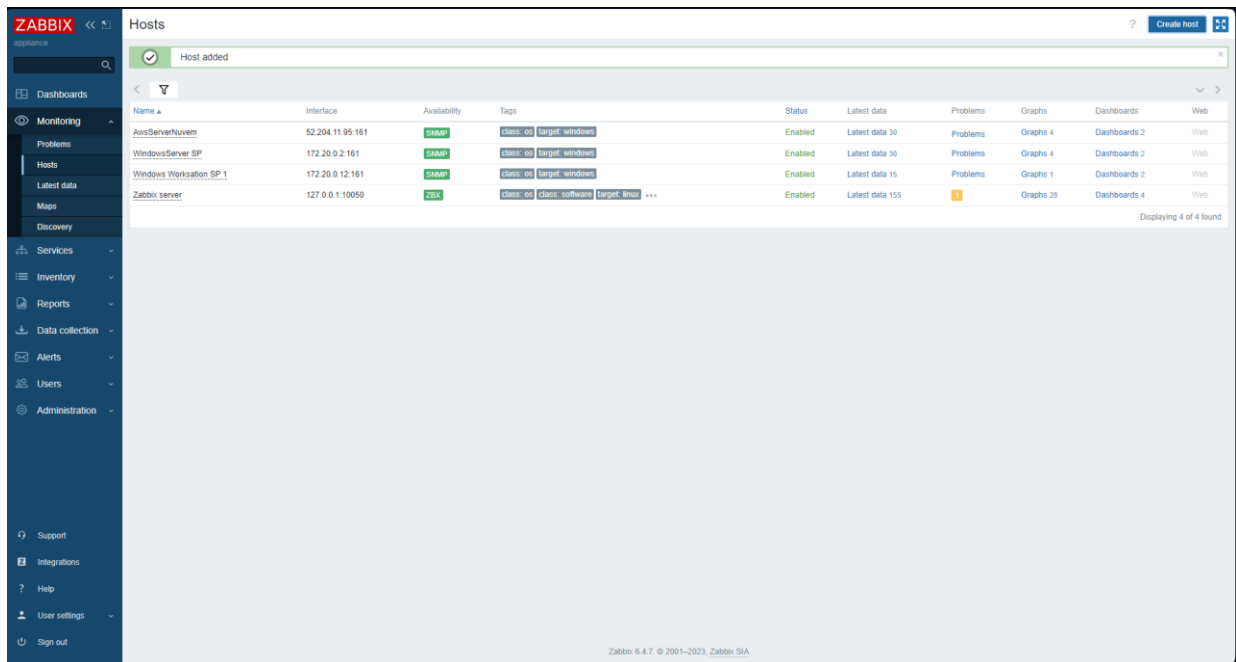 ZABBIX
appliance
Hosts
? Create host
Host added
Dashboards
Monitoring
Problems
Hosts
Latest data
Maps
Discovery
Services
Inventory
Reports
Data collection
Alerts
Users
Administration
Support
Integrations
? Help
User settings
Sign out
Name Interface Availability Tags Status Latest data Problems Graphs Dashboards Web
AwsServerNuvem 52.204.11.95:161 SNMP class: os target: windows Enabled Latest data 30 Problems Graphs 4 Dashboards 2 Web
WindowsServer SP 172.20.0.2:161 SNMP class: os target: windows Enabled Latest data 30 Problems Graphs 4 Dashboards 2 Web
Windows Worksation SP 1 172.20.0.12:161 SNMP class: os target: windows Enabled Latest data 15 Problems Graphs 1 Dashboards 2 Web
Zabbix server 127.0.0.1:10050 ZBX class: os class: software target: linux ••• Enabled Latest data 155 1 Graphs 28 Dashboards 4 Web
Displaying 4 of 4 found
Zabbix 6.4.7. © 2001–2023, Zabbix SIA